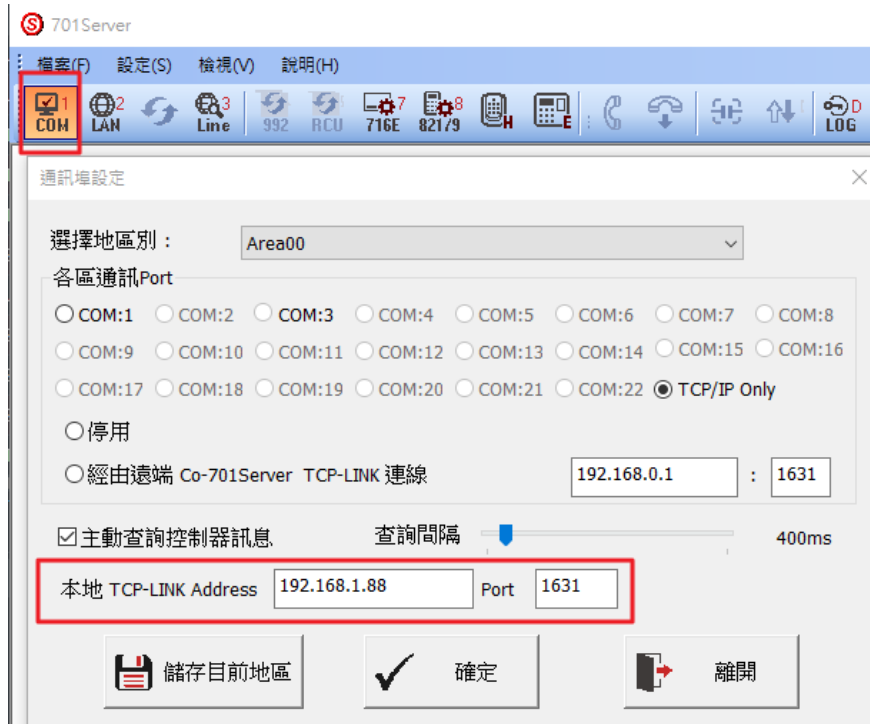 701Server
檔案(F) 設定(S) 檢視(V) 說明(H)
1 COM 2 LAN 3 Line 992 RCU 7 716E 8 82179 H E D LOG
通訊埠設定
選擇地區別： Area00
各區通訊Port
COM:1 COM:2 COM:3 COM:4 COM:5 COM:6 COM:7 COM:8
COM:9 COM:10 COM:11 COM:12 COM:13 COM:14 COM:15 COM:16
COM:17 COM:18 COM:19 COM:20 COM:21 COM:22 TCP/IP Only
停用
經由遠端 Co-701Server TCP-LINK 連線 192.168.0.1 : 1631
主動查詢控制器訊息 查詢間隔 400ms
本地 TCP-LINK Address 192.168.1.88 Port 1631
儲存目前地區 確定 離開